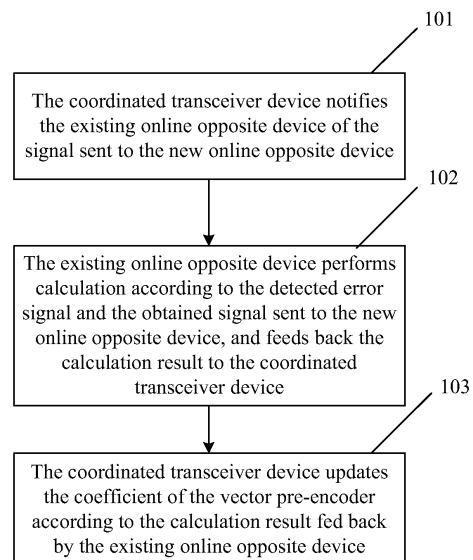 101
The coordinated transceiver device notifies
the existing online opposite device of the
signal sent to the new online opposite device
102
The existing online opposite device performs
calculation according to the detected error
signal and the obtained signal sent to the new
online opposite device, and feeds back the
calculation result to the coordinated
transceiver device
103
The coordinated transceiver device updates
the coefficient of the vector pre-encoder
according to the calculation result fed back
by the existing online opposite device